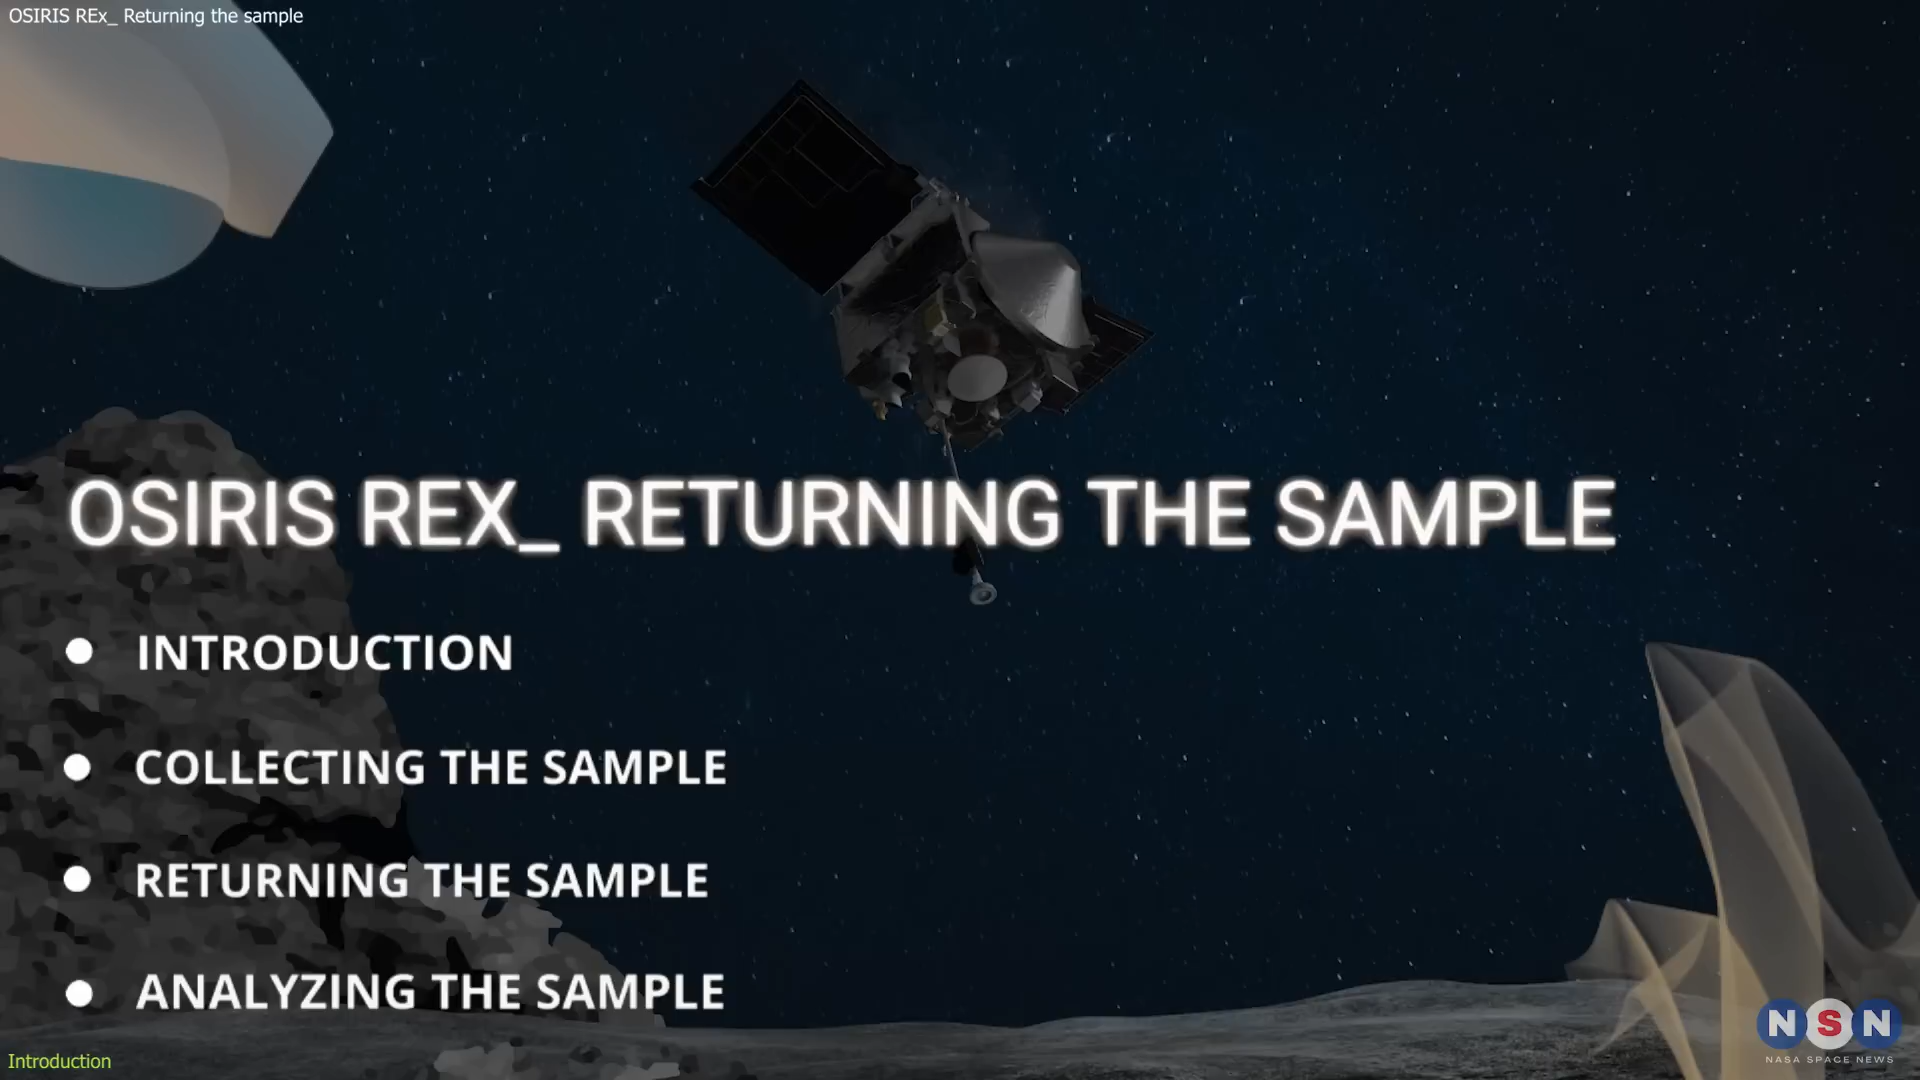 OSIRIS REx_ Returning the sample
OSIRIS REX_ RETURNING THE SAMPLE
INTRODUCTION
COLLECTING THE SAMPLE
RETURNING THE SAMPLE
ANALYZING THE SAMPLE
NSN
NASA SPACE NEWS
Introduction